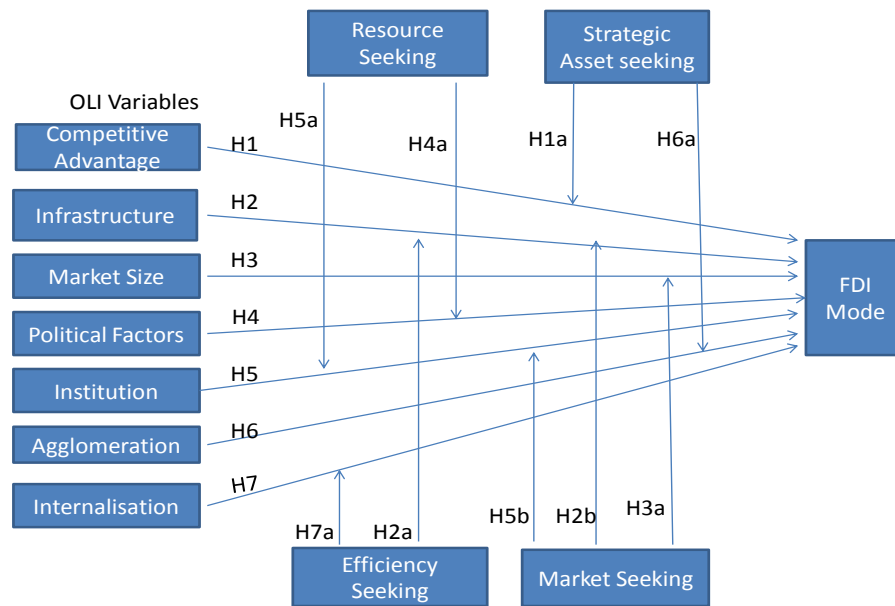 Resource
Seeking
Strategic
Asset seeking
OLI Variables
H5a
H4a
H1a
H6a
Competitive
Advantage
H1
Infrastructure
H2
Market Size
H3
FDI
Mode
Political Factors
H4
Institution
H5
Agglomeration
H6
Internalisation
H7
H7a
H2a
H5b
H2b
H3a
Efficiency
Seeking
Market Seeking